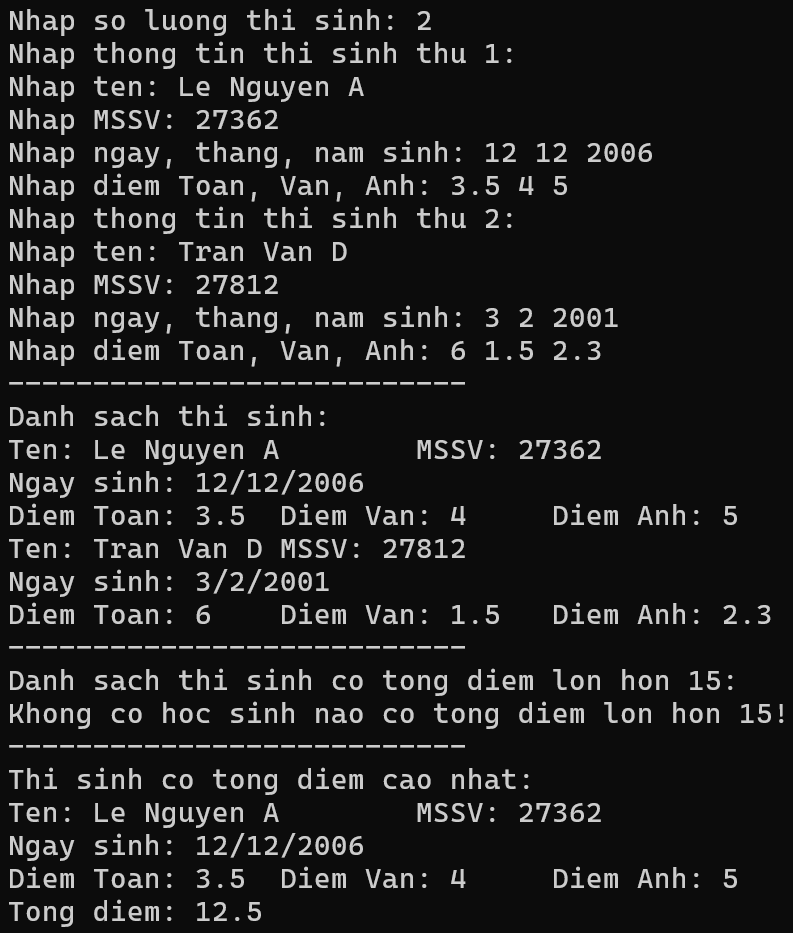 Nhap so luong thi sinh: 2
Nhap thong tin thi sinh thu 1:
Nhap ten: Le Nguyen A
Nhap MSSV: 27362
Nhap ngay, thang, nam sinh: 12 12 2006
Nhap diem Toan, Van, Anh: 3.5 4 5
Nhap thong tin thi sinh thu 2:
Nhap ten: Tran Van D
Nhap MSSV: 27812
Nhap ngay, thang, nam sinh: 3 2 2001
Nhap diem Toan, Van, Anh: 6 1.5 2.3
---------------------------
Danh sach thi sinh:
Ten: Le Nguyen A        MSSV: 27362
Ngay sinh: 12/12/2006
Diem Toan: 3.5  Diem Van: 4     Diem Anh: 5
Ten: Tran Van D MSSV: 27812
Ngay sinh: 3/2/2001
Diem Toan: 6    Diem Van: 1.5   Diem Anh: 2.3
---------------------------
Danh sach thi sinh co tong diem lon hon 15:
Khong co hoc sinh nao co tong diem lon hon 15!
---------------------------
Thi sinh co tong diem cao nhat:
Ten: Le Nguyen A        MSSV: 27362
Ngay sinh: 12/12/2006
Diem Toan: 3.5  Diem Van: 4     Diem Anh: 5
Tong diem: 12.5